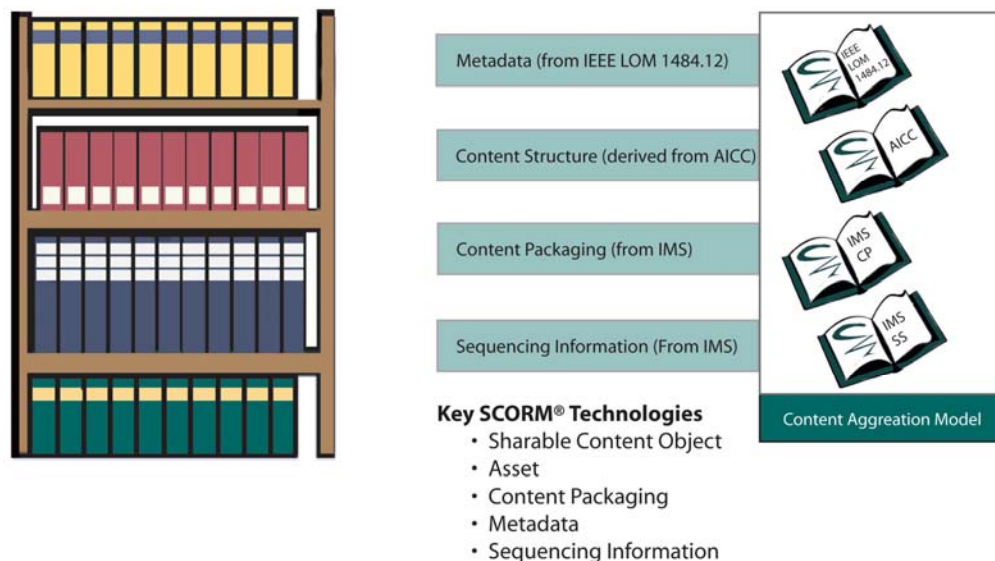 Metadata (from IEEE LOM 1484.12)
IEEE
LOM
1484.12
Content Structure (derived from AICC)
AICC
Content Packaging (from IMS)
IMS
CP
Sequencing Information (From IMS)
IMS
SS
Content Aggreation Model
Key SCORM® Technologies
• Sharable Content Object
• Asset
• Content Packaging
• Metadata
• Sequencing Information